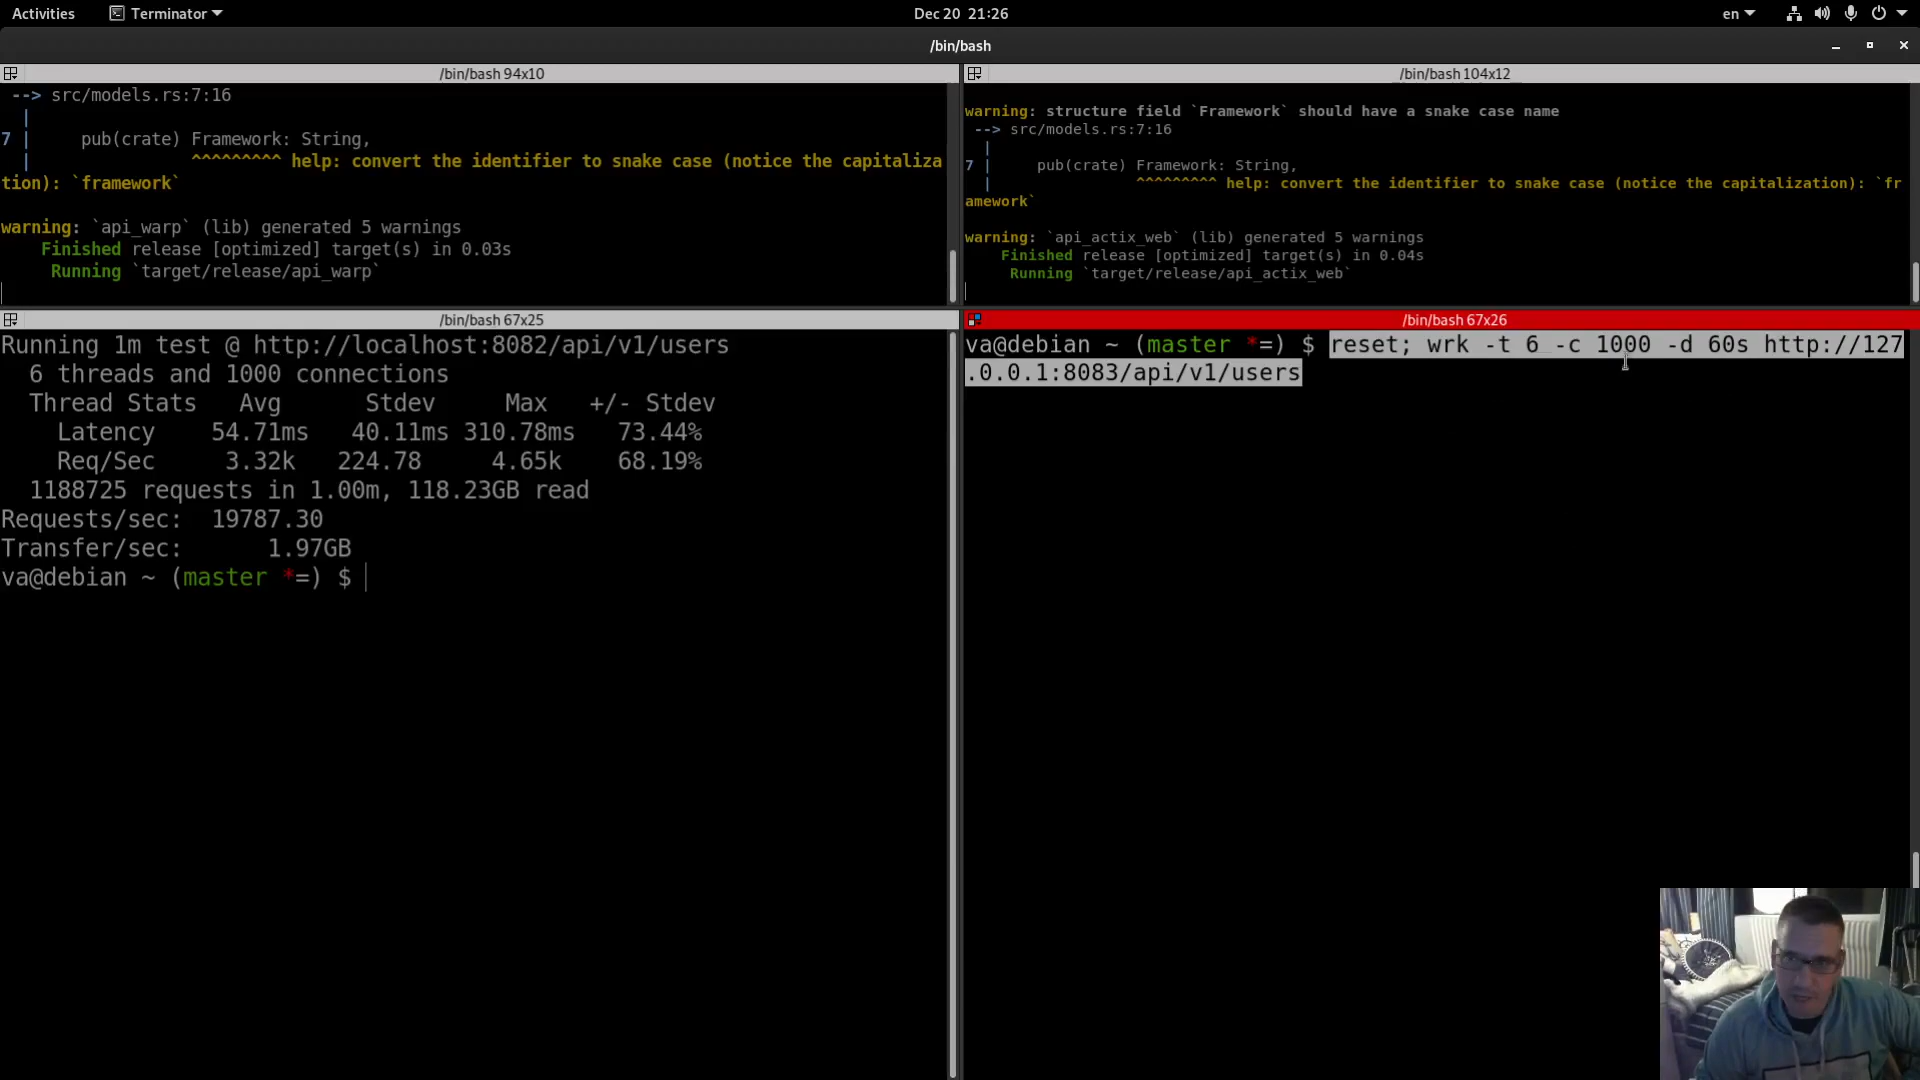 Activities Terminator Dec 20 21:26 en
/bin/bash
/bin/bash 94x10
--> src/models.rs:7:16
|
7 | pub(crate) Framework: String,
| ^^^^^^^^^ help: convert the identifier to snake case (notice the capitaliza
tion): `framework`
warning: `api_warp` (lib) generated 5 warnings
Finished release [optimized] target(s) in 0.03s
Running `target/release/api_warp`
/bin/bash 104x12
warning: structure field `Framework` should have a snake case name
--> src/models.rs:7:16
|
7 | pub(crate) Framework: String,
| ^^^^^^^^^ help: convert the identifier to snake case (notice the capitalization): `fr
amework`
warning: `api_actix_web` (lib) generated 5 warnings
Finished release [optimized] target(s) in 0.04s
Running `target/release/api_actix_web`
/bin/bash 67x25
Running 1m test @ http://localhost:8082/api/v1/users
6 threads and 1000 connections
Thread Stats Avg Stdev Max +/- Stdev
Latency 54.71ms 40.11ms 310.78ms 73.44%
Req/Sec 3.32k 224.78 4.65k 68.19%
1188725 requests in 1.00m, 118.23GB read
Requests/sec: 19787.30
Transfer/sec: 1.97GB
va@debian ~ (master *=) $
/bin/bash 67x26
va@debian ~ (master *=) $ reset; wrk -t 6 -c 1000 -d 60s http://127
.0.0.1:8083/api/v1/users